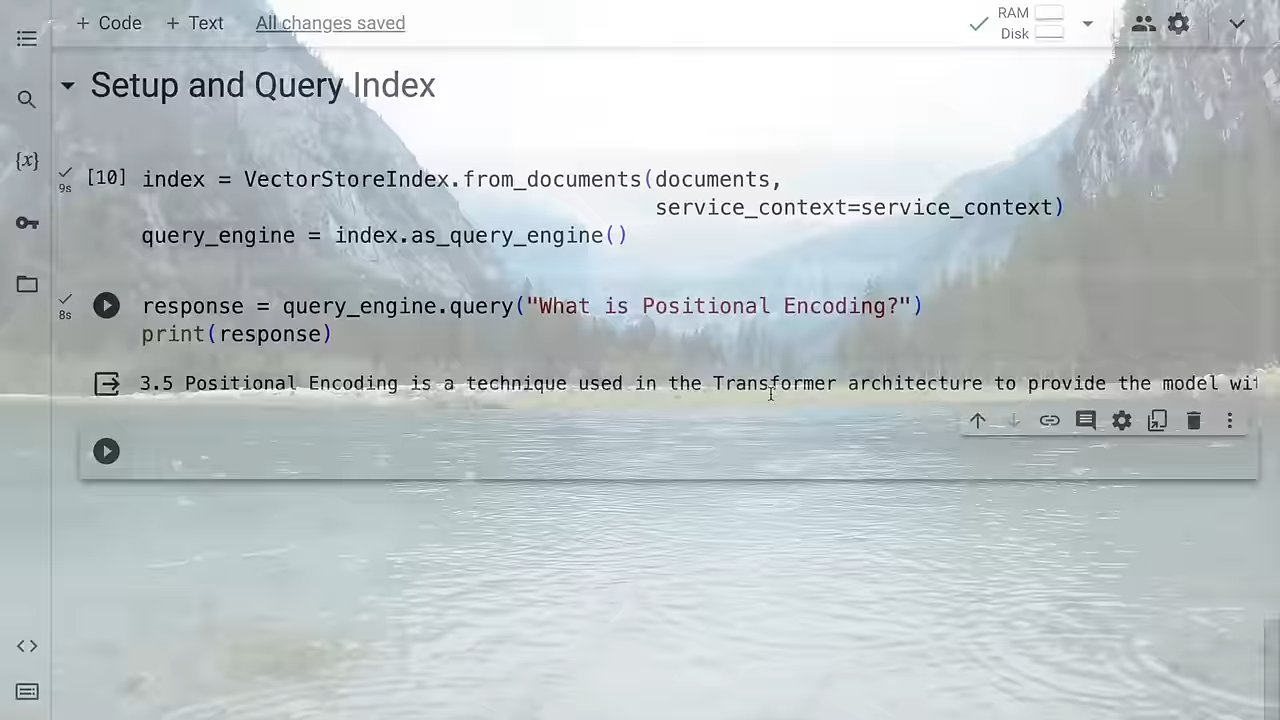 + Code + Text All changes saved
RAM
Disk
Setup and Query Index
9s [10] index = VectorStoreIndex.from_documents(documents,
service_context=service_context)
query_engine = index.as_query_engine()
8s response = query_engine.query("What is Positional Encoding?")
print(response)
3.5 Positional Encoding is a technique used in the Transformer architecture to provide the model
{x}